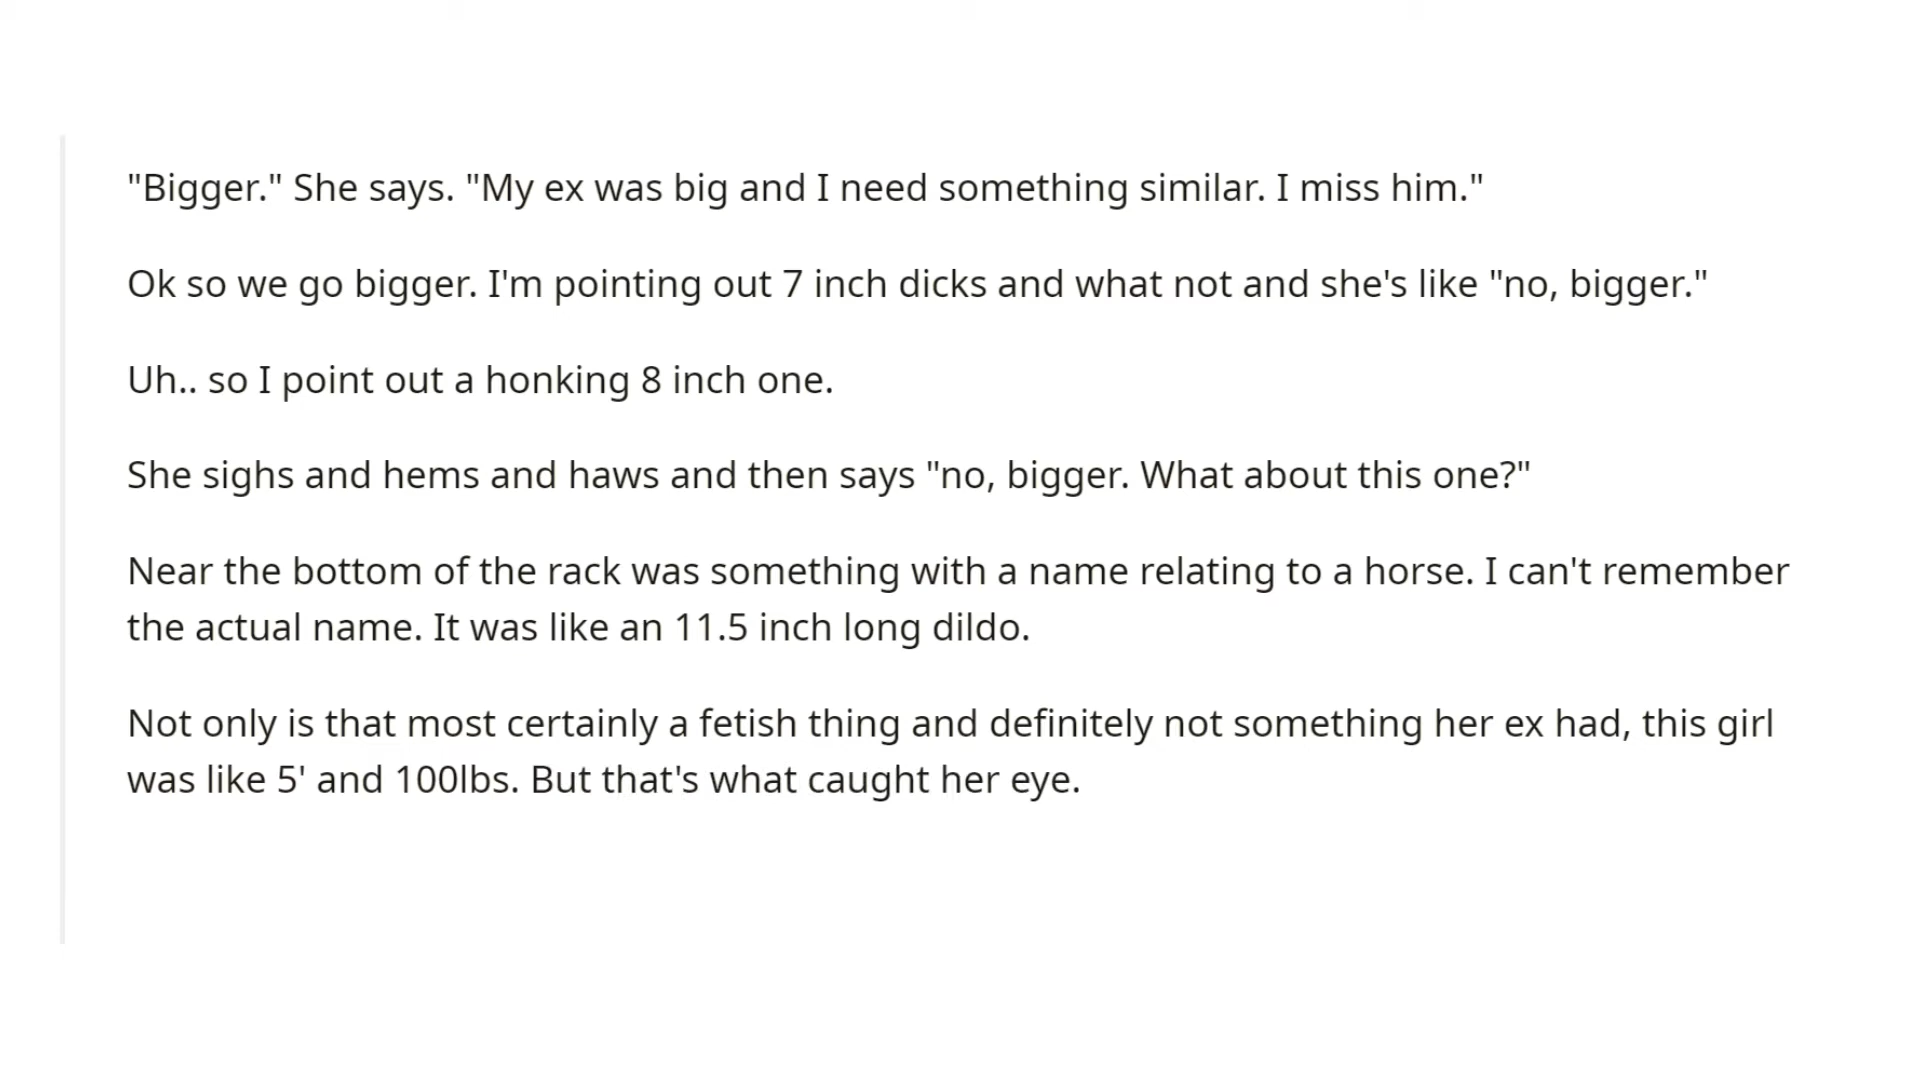 "Bigger." She says. "My ex was big and I need something similar. I miss him."
Ok so we go bigger. I'm pointing out 7 inch dicks and what not and she's like "no, bigger."
Uh.. so I point out a honking 8 inch one.
She sighs and hems and haws and then says "no, bigger. What about this one?"
Near the bottom of the rack was something with a name relating to a horse. I can't remember
the actual name. It was like an 11.5 inch long dildo.
Not only is that most certainly a fetish thing and definitely not something her ex had, this girl
was like 5' and 100lbs. But that's what caught her eye.